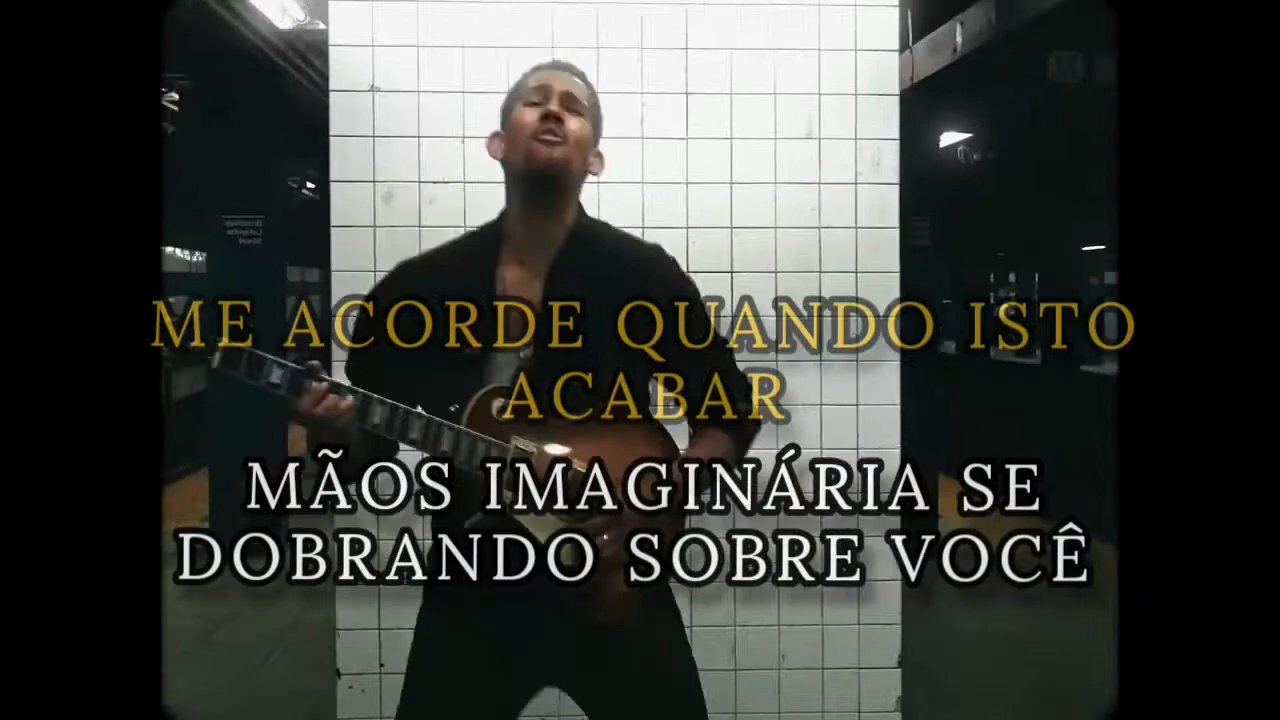 ME ACORDE QUANDO ISTO
ACABAR
MÃOS IMAGINÁRIA SE
DOBRANDO SOBRE VOCÊ